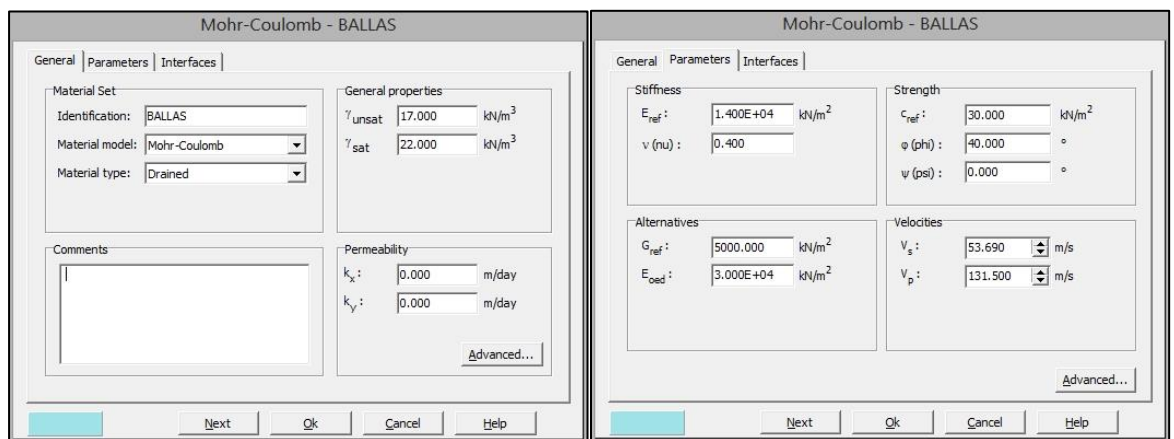 Mohr-Coulomb - BALLAS
General Parameters Interfaces
Material Set
Identification: BALLAS
Material model: Mohr-Coulomb
Material type: Drained
General properties
γunsat 17.000 kN/m³
γsat 22.000 kN/m³
Comments
Permeability
kx: 0.000 m/day
ky: 0.000 m/day
Advanced...
Next Ok Cancel Help
Mohr-Coulomb - BALLAS
General Parameters Interfaces
Stiffness
Eref: 1.400E+04 kN/m²
ν (nu) : 0.400
Strength
cref: 30.000 kN/m²
φ (phi) : 40.000 °
ψ (psi) : 0.000 °
Alternatives
Gref: 5000.000 kN/m²
Eoed: 3.000E+04 kN/m²
Velocities
Vs: 53.690 m/s
Vp: 131.500 m/s
Advanced...
Next Ok Cancel Help